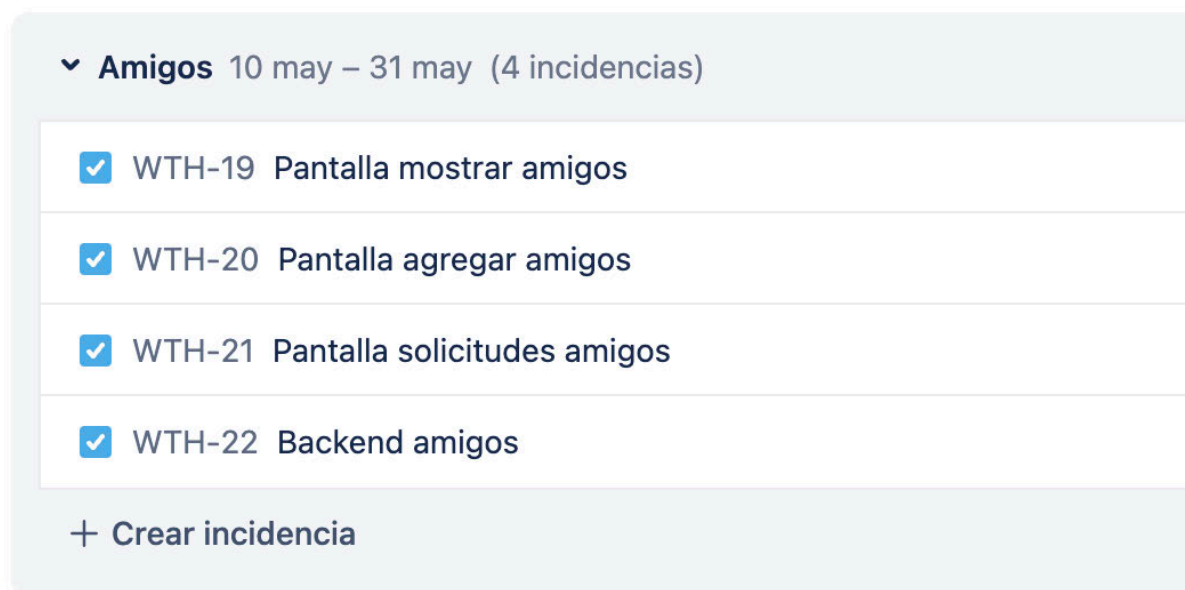 Amigos 10 may – 31 may (4 incidencias)
WTH-19 Pantalla mostrar amigos
WTH-20 Pantalla agregar amigos
WTH-21 Pantalla solicitudes amigos
WTH-22 Backend amigos
+ Crear incidencia